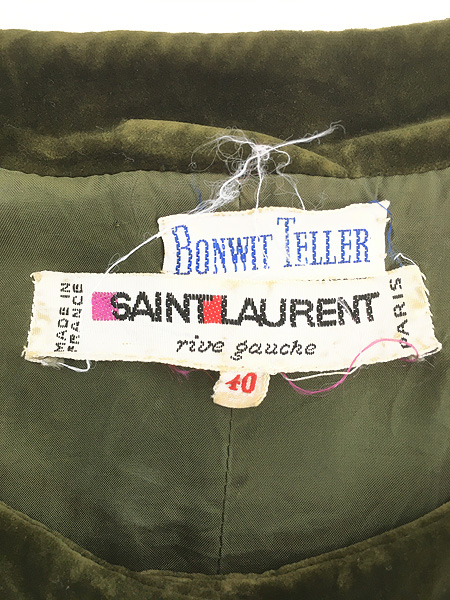 BONWIT TELLER
MADE IN
FRANCE
SAINT LAURENT
rive gauche
PARIS
40